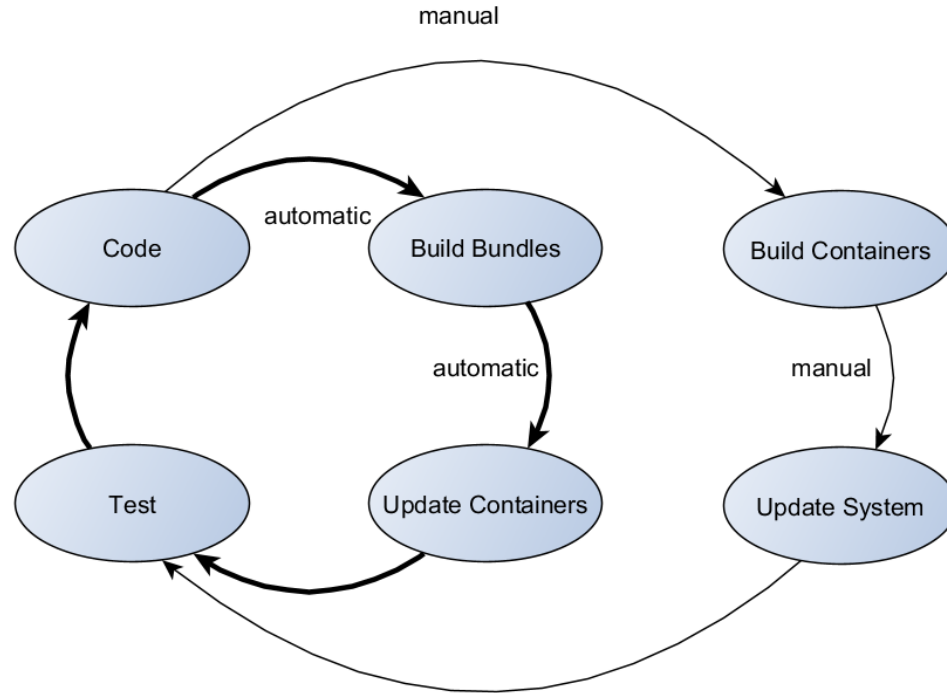 manual
automatic
Code
Build Bundles
Build Containers
automatic
manual
Test
Update Containers
Update System